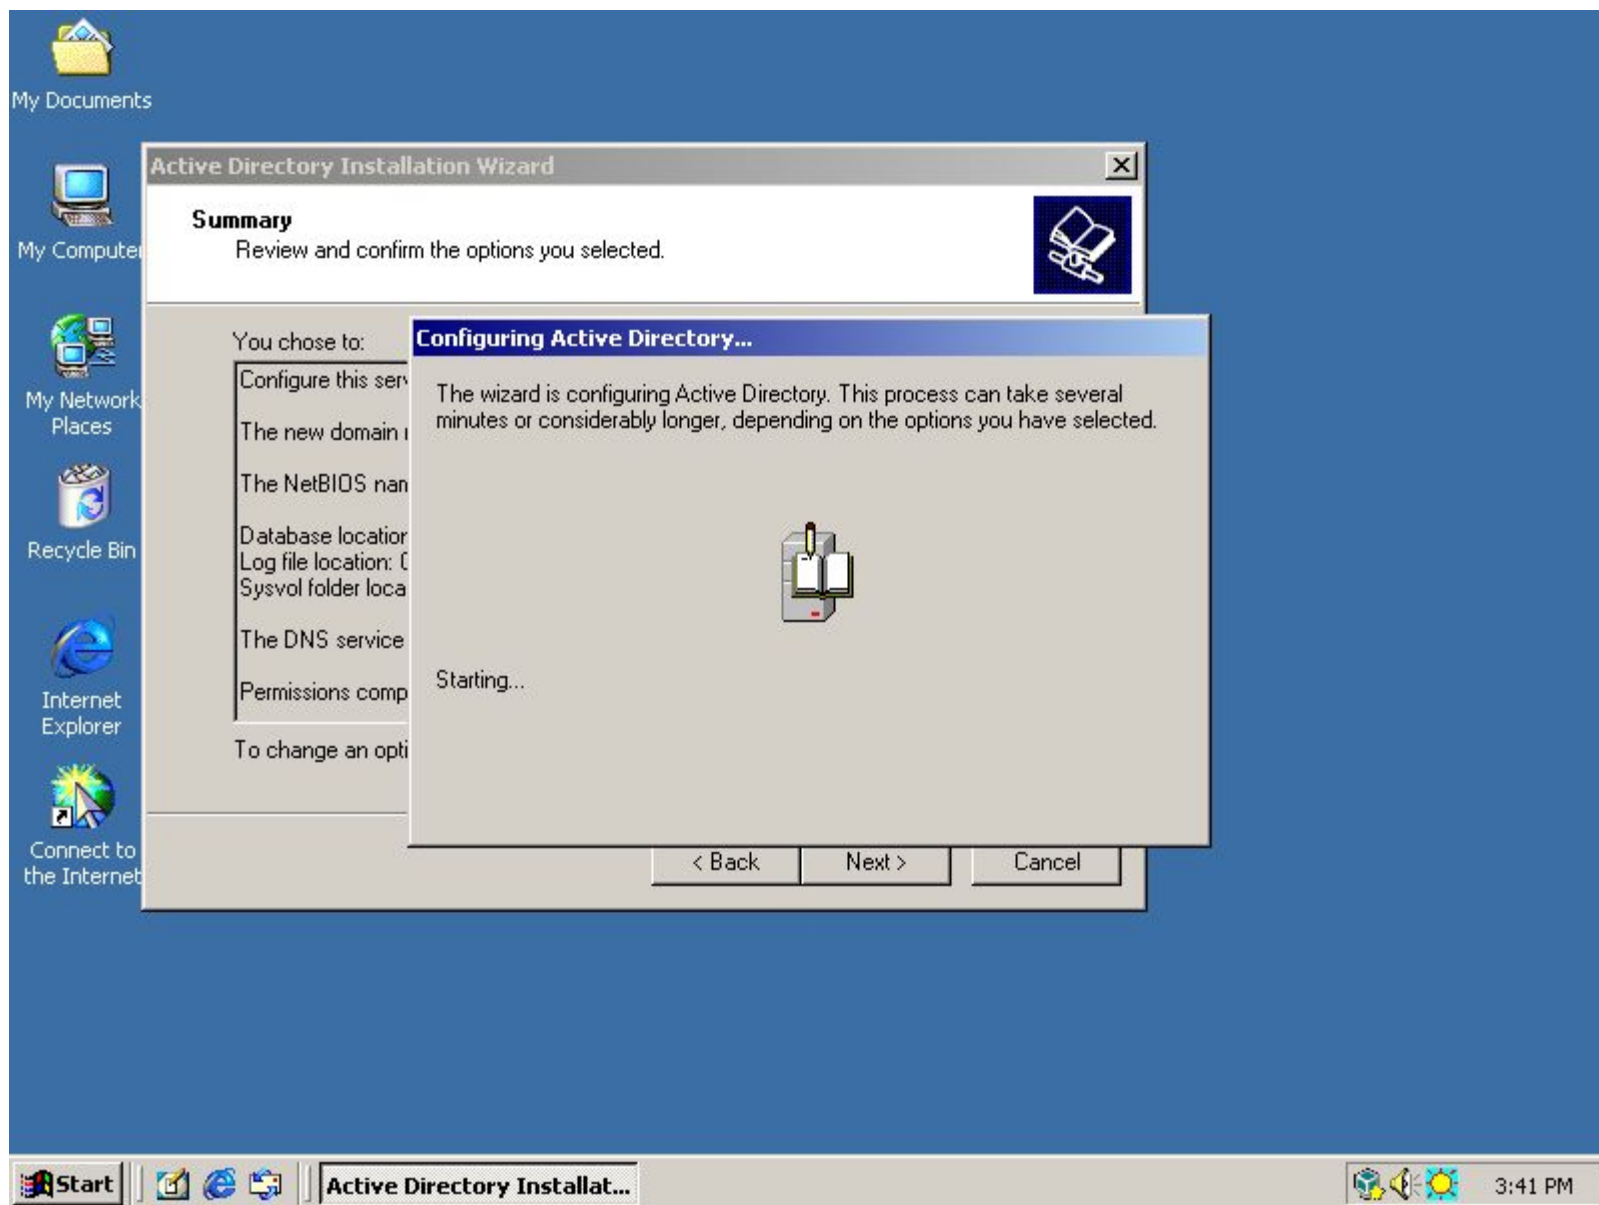 My Documents
My Computer
My Network
Places
Recycle Bin
Internet
Explorer
Connect to
the Internet
Active Directory Installation Wizard
Summary
Review and confirm the options you selected.
You chose to:
Configure this serv
The new domain
The NetBIOS nam
Database location
Log file location: C
Sysvol folder loca
The DNS service
Permissions comp
To change an opti
Configuring Active Directory...
The wizard is configuring Active Directory. This process can take several
minutes or considerably longer, depending on the options you have selected.
Starting...
< Back
Next >
Cancel
Start
Active Directory Installat...
3:41 PM